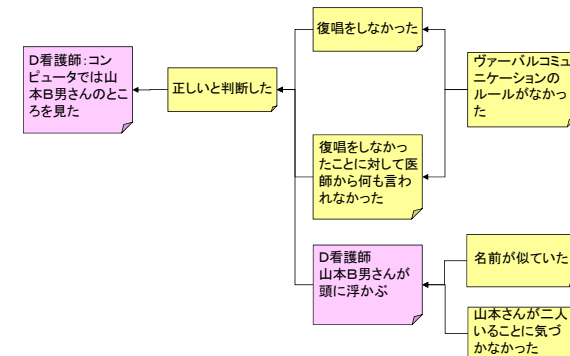 D看護師:コン
ピュータでは山
本B男さんのとこ
ろを見た
正しいと判断した
復唱をしなかった
復唱をしなかっ
たことに対して医
師から何も言わ
れなかった
D看護師
山本B男さんが
頭に浮かぶ
ヴァーバルコミュ
ニケーションの
ルールがなかっ
た
名前が似ていた
山本さんが二人
いることに気づ
かなかった